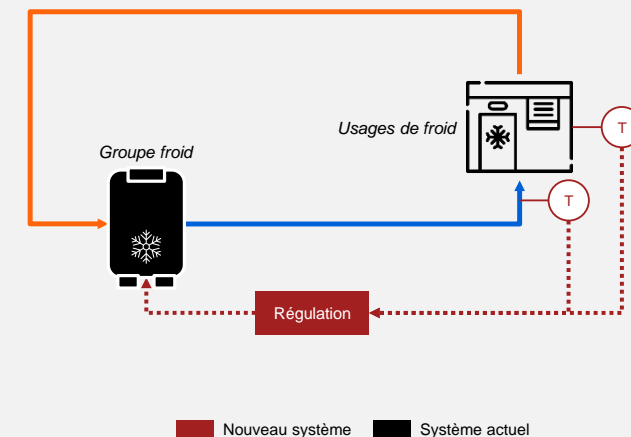 Usages de froid
T
Groupe froid
T
Régulation
Nouveau système
Système actuel